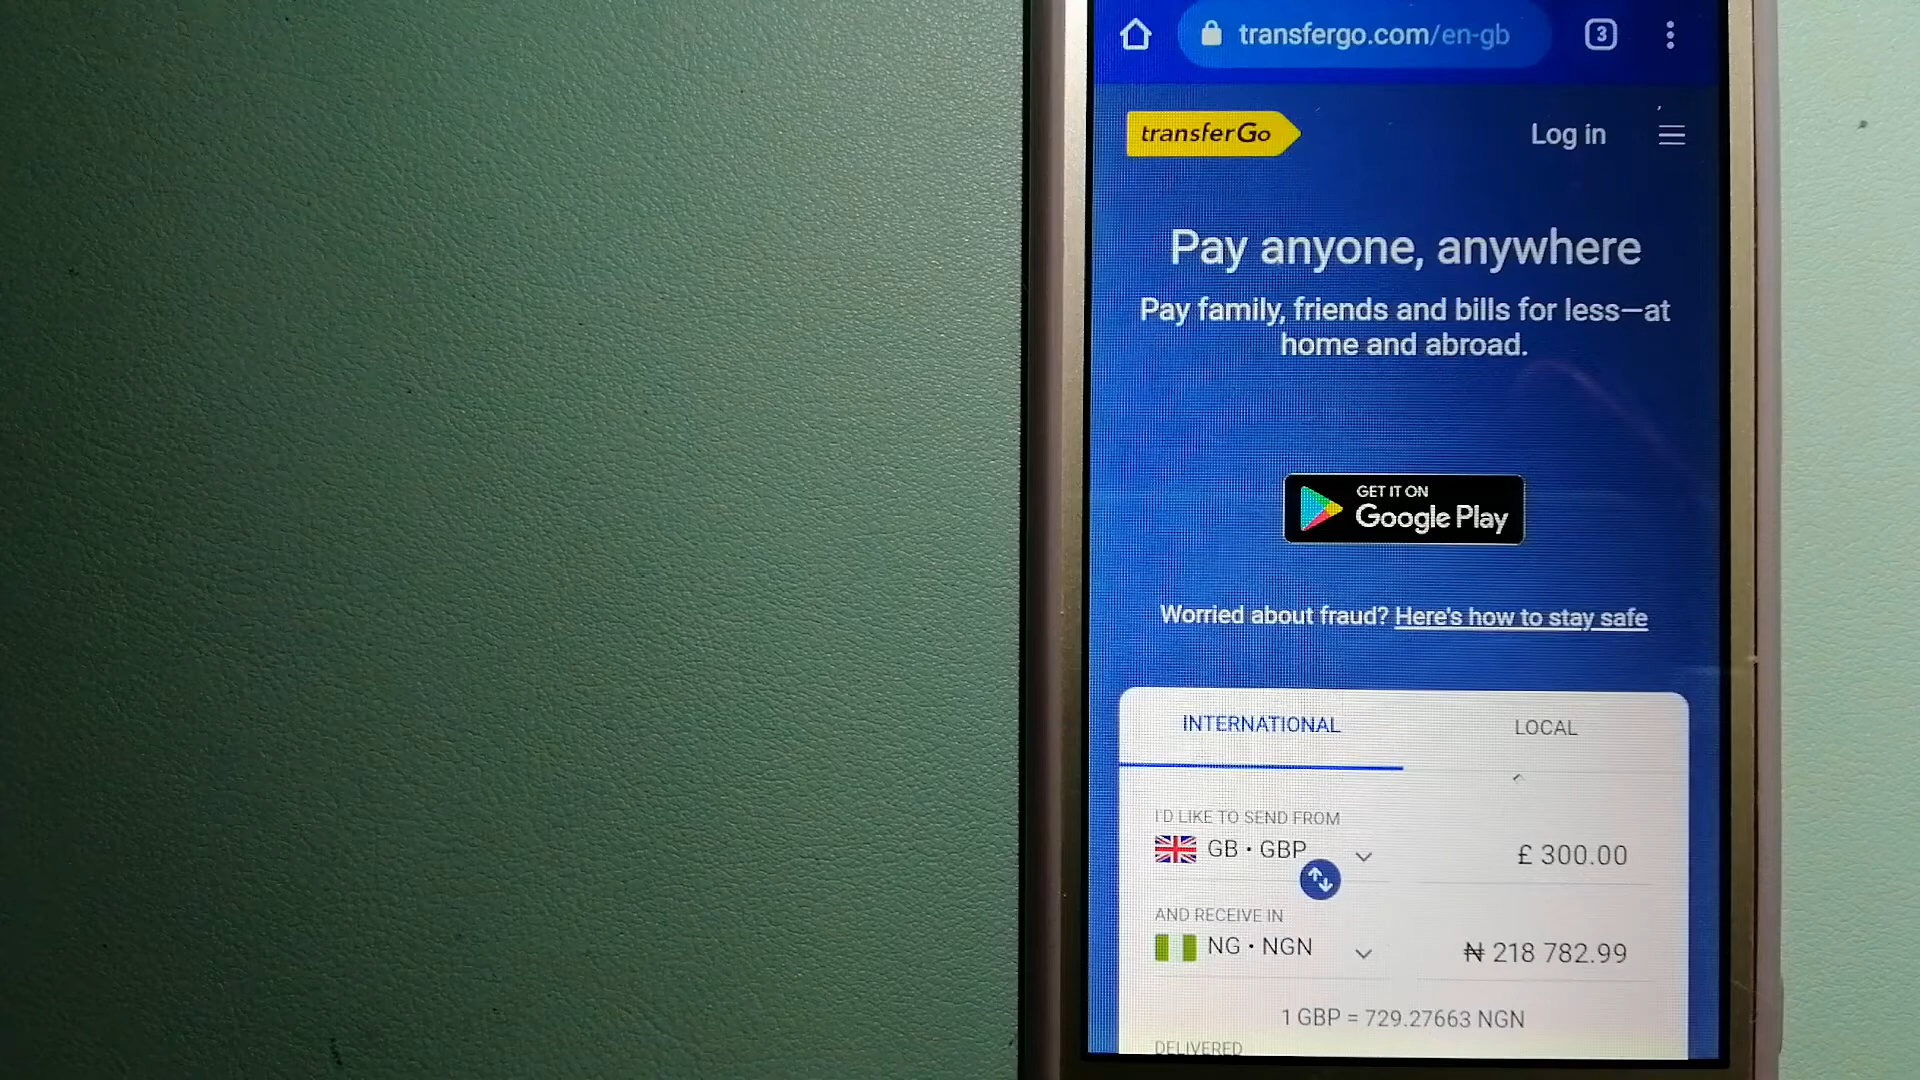 transfergo.com/en-gb
3
transferGo
Log in
Pay anyone, anywhere
Pay family, friends and bills for less—at
home and abroad.
GET IT ON
Google Play
Worried about fraud? Here's how to stay safe
INTERNATIONAL
LOCAL
I'D LIKE TO SEND FROM
GB • GBP
£ 300.00
AND RECEIVE IN
NG • NGN
₦ 218 782.99
1 GBP = 729.27663 NGN
DELIVERED